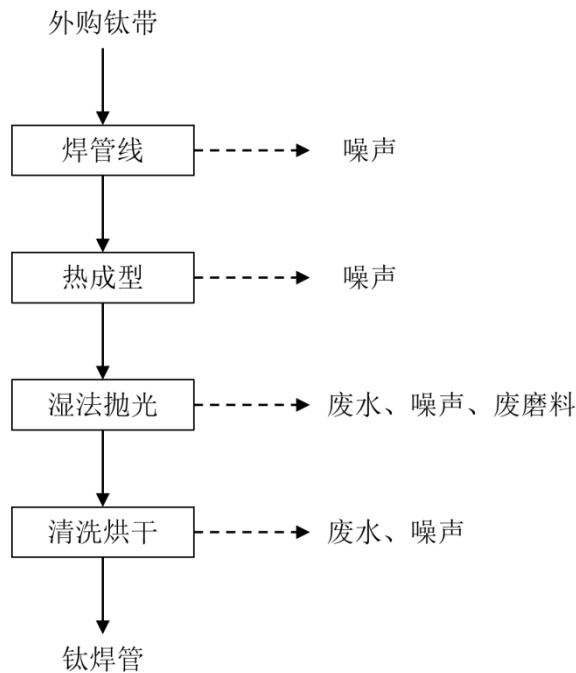 外购钛带
焊管线
噪声
热成型
噪声
湿法抛光
废水、噪声、废磨料
清洗烘干
废水、噪声
钛焊管